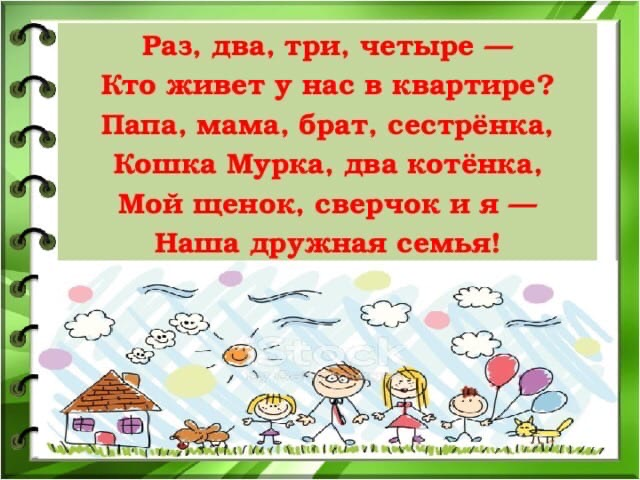 Раз, два, три, четыре —
Кто живет у нас в квартире?
Папа, мама, брат, сестрёнка,
Кошка Мурка, два котёнка,
Мой щенок, сверчок и я —
Наша дружная семья!
iStock